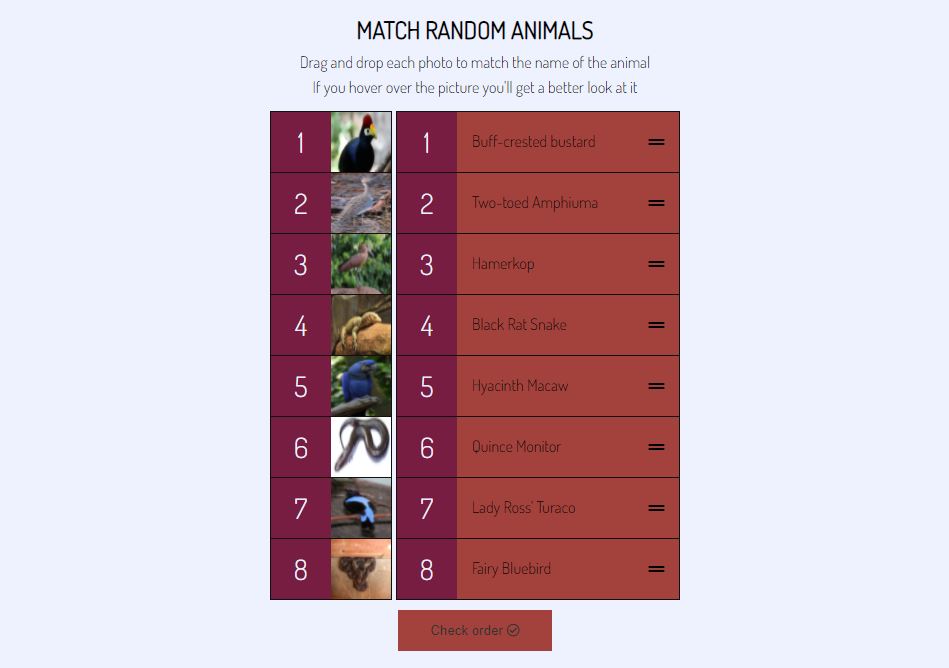 MATCH RANDOM ANIMALS
Drag and drop each photo to match the name of the animal
If you hover over the picture you'll get a better look at it
1 1 Buff-crested bustard
2 2 Two-toed Amphiuma
3 3 Hamerkop
4 4 Black Rat Snake
5 5 Hyacinth Macaw
6 6 Quince Monitor
7 7 Lady Ross' Turaco
8 8 Fairy Bluebird
Check order